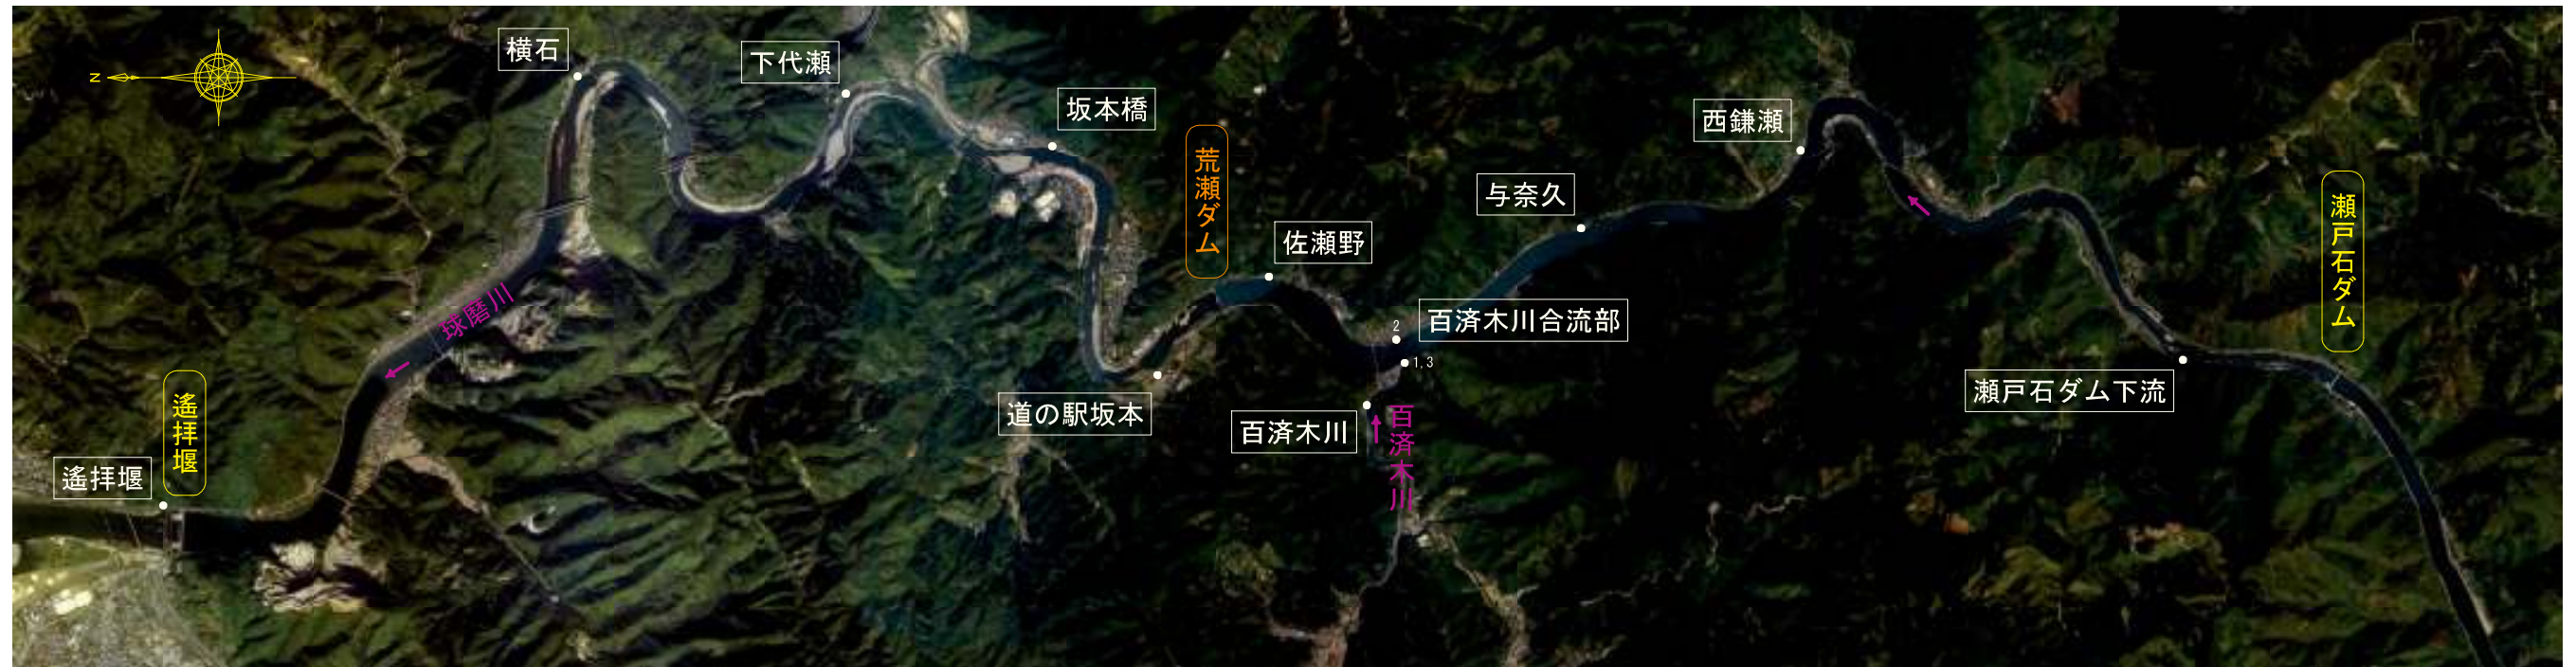 N
横石
下代瀬
坂本橋
荒瀬ダム
佐瀬野
与奈久
西鎌瀬
瀬戸石ダム
球磨川
2
百済木川合流部
1,3
瀬戸石ダム下流
道の駅坂本
百済木川
百済木川
遙拝堰
遙拝堰